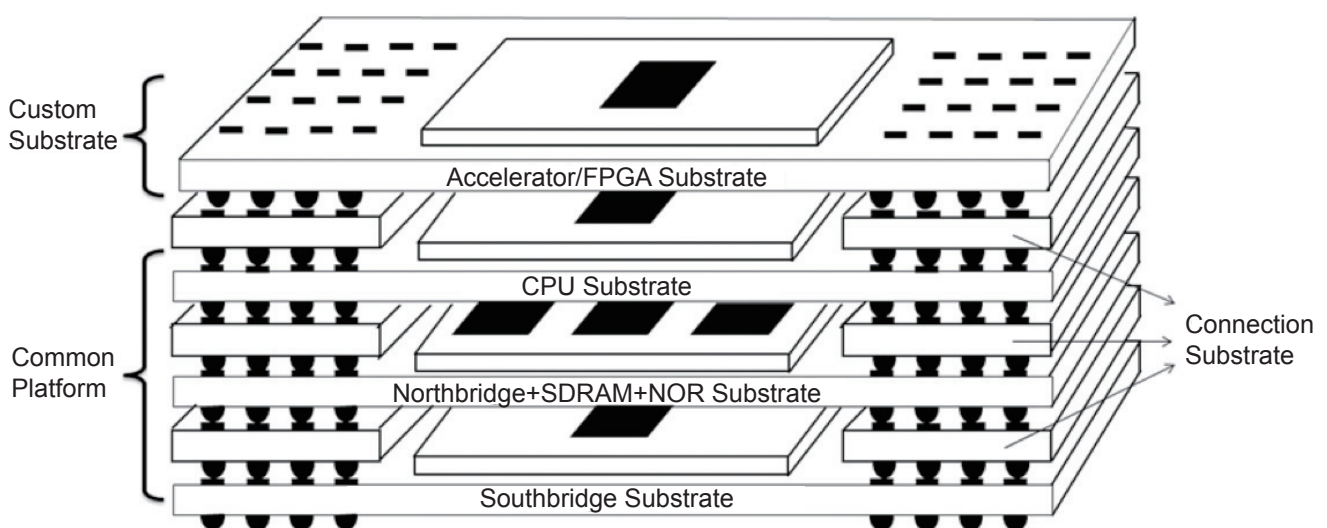 Custom
Substrate
Accelerator/FPGA Substrate
CPU Substrate
Connection
Substrate
Common
Platform
Northbridge+SDRAM+NOR Substrate
Southbridge Substrate